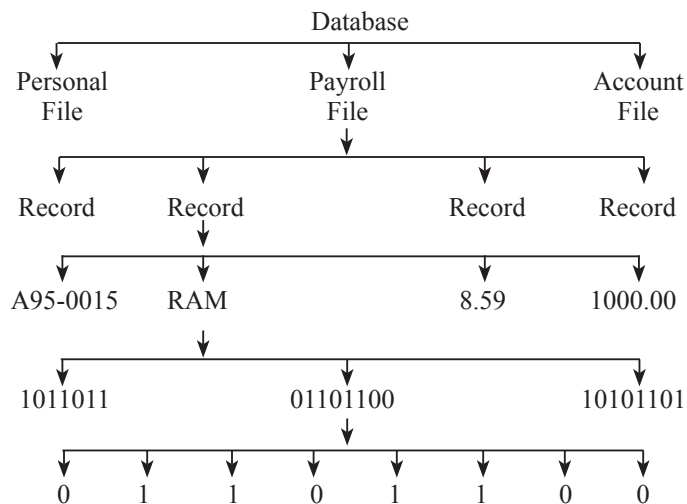 Database
Personal File
Payroll File
Account File
Record Record Record Record
A95-0015 RAM 8.59 1000.00
1011011 01101100 10101101
0 1 1 0 1 1 0 0